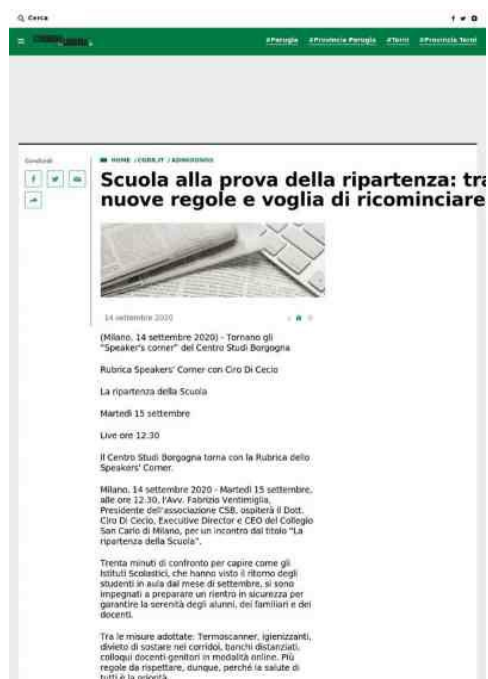 Cerca
#Perugia #Provincia Perugia #Terni #Provincia Terni
Condividi
HOME / CORR.IT / ADNKRONOS
Scuola alla prova della ripartenza: tra
nuove regole e voglia di ricominciare
14 settembre 2020
(Milano, 14 settembre 2020) - Tornano gli
"Speaker's corner" del Centro Studi Borgogna
Rubrica Speakers' Corner con Ciro Di Cecio
La ripartenza della Scuola
Martedì 15 settembre
Live ore 12:30
Il Centro Studi Borgogna torna con la Rubrica dello
Speakers' Corner.
Milano, 14 settembre 2020 - Martedì 15 settembre,
alle ore 12:30, l'Avv. Fabrizio Ventimiglia,
Presidente dell'associazione CSB, ospiterà il Dott.
Ciro Di Cecio, Executive Director e CEO del Collegio
San Carlo di Milano, per un incontro dal titolo "La
ripartenza della Scuola".
Trenta minuti di confronto per capire come gli
Istituti Scolastici, che hanno visto il ritorno degli
studenti in aula dal mese di settembre, si sono
impegnati a preparare un rientro in sicurezza per
garantire la serenità degli alunni, dei familiari e dei
docenti.
Tra le misure adottate: Termoscanner, igienizzanti,
divieto di sostare nei corridoi, banchi distanziati,
colloqui docenti-genitori in modalità online. Più
regole da rispettare, dunque, perché la salute di
tutti è la priorità.